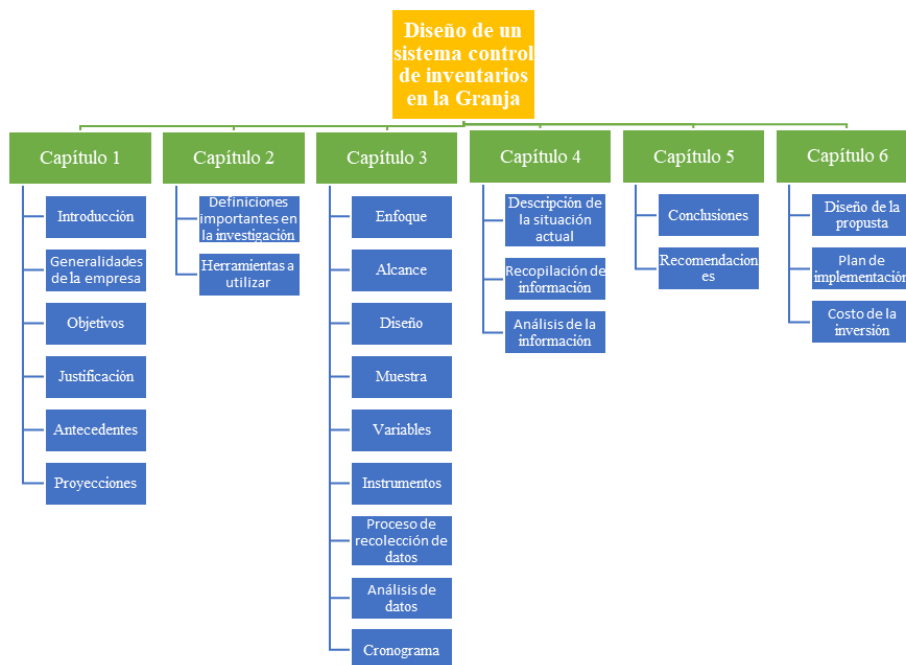 Diseño de un
sistema control
de inventarios
en la Granja
Capítulo 1
Introducción
Generalidades
de la empresa
Objetivos
Justificación
Antecedentes
Proyecciones
Capítulo 2
Definiciones
importantes en
la investigación
Herramientas a
utilizar
Capítulo 3
Enfoque
Alcance
Diseño
Muestra
Variables
Instrumentos
Proceso de
recolección de
datos
Análisis de
datos
Cronograma
Capítulo 4
Descripción de
la situación
actual
Recopilación de
información
Análisis de la
información
Capítulo 5
Conclusiones
Recomendacion
es
Capítulo 6
Diseño de la
propusta
Plan de
implementación
Costo de la
inversión